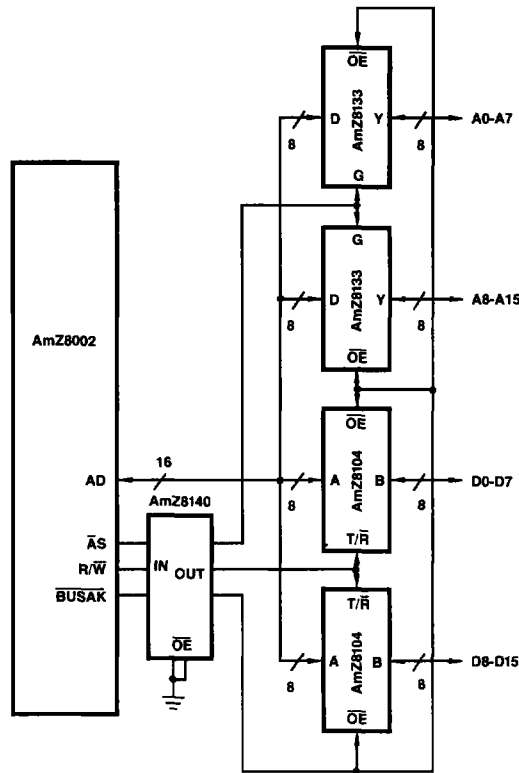 OE
AmZ8133
D
Y
8
8
A0-A7
G
G
AmZ8133
D
Y
8
8
A8-A15
OE
AmZ8002
OE
AmZ8104
16
AD
A
B
8
8
D0-D7
AmZ8140
T/R
AS
R/W
BUSAK
IN
OUT
OE
T/R
AmZ8104
A
B
8
8
D8-D15
OE